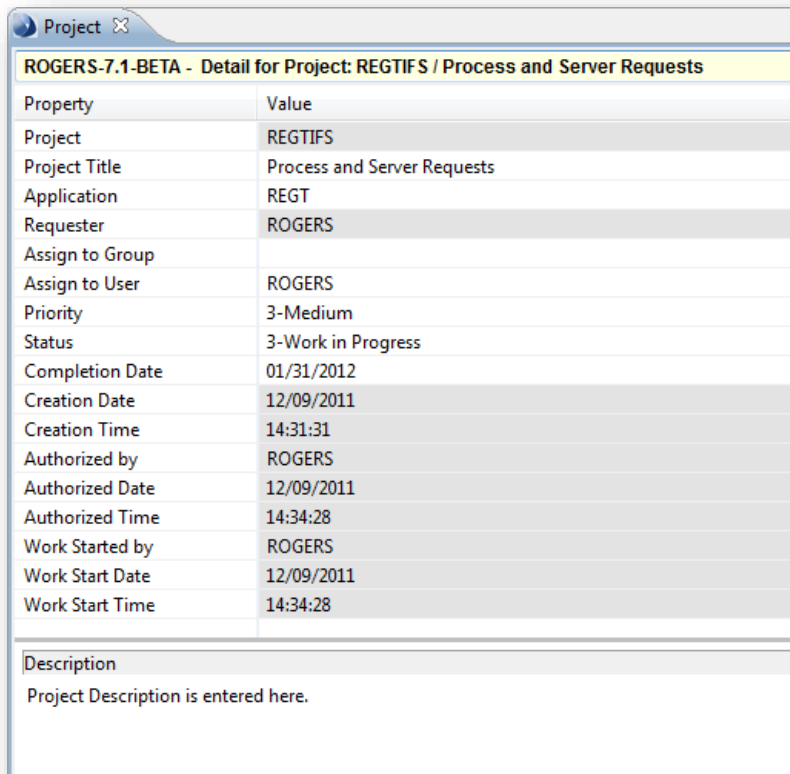 Project
ROGERS-7.1-BETA - Detail for Project: REGTIFS / Process and Server Requests
Property Value
Project REGTIFS
Project Title Process and Server Requests
Application REGT
Requester ROGERS
Assign to Group
Assign to User ROGERS
Priority 3-Medium
Status 3-Work in Progress
Completion Date 01/31/2012
Creation Date 12/09/2011
Creation Time 14:31:31
Authorized by ROGERS
Authorized Date 12/09/2011
Authorized Time 14:34:28
Work Started by ROGERS
Work Start Date 12/09/2011
Work Start Time 14:34:28
Description
Project Description is entered here.